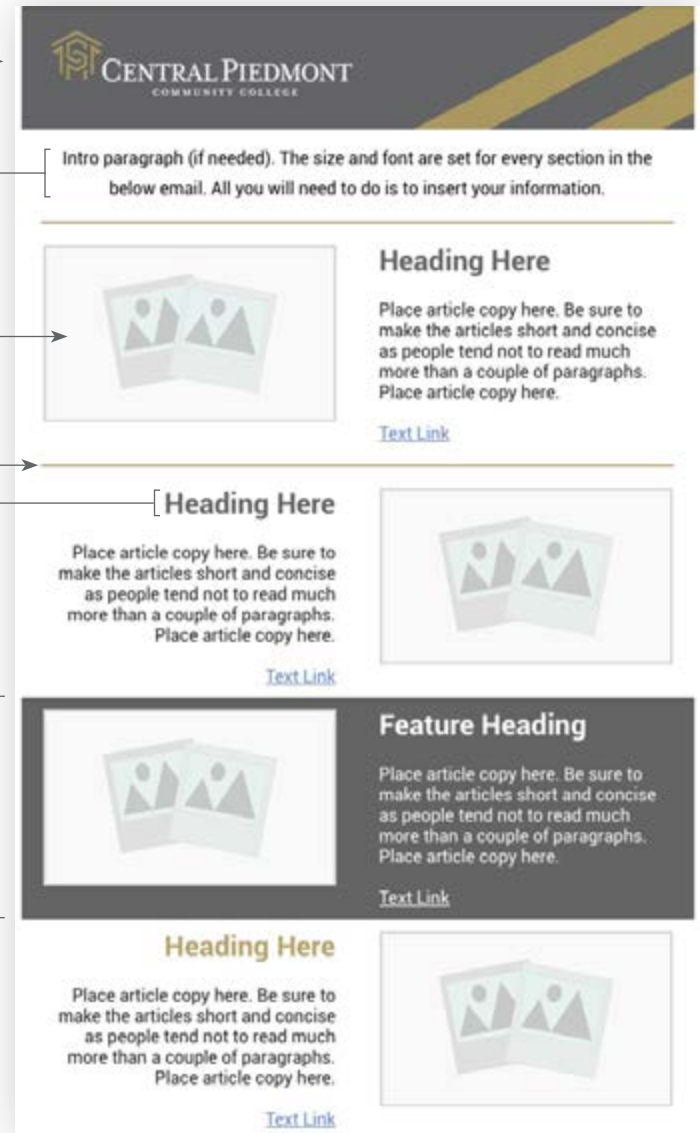 CENTRAL PIEDMONT
COMMUNITY COLLEGE
Intro paragraph (if needed). The size and font are set for every section in the
below email. All you will need to do is to insert your information.
Heading Here
Place article copy here. Be sure to
make the articles short and concise
as people tend not to read much
more than a couple of paragraphs.
Place article copy here.
Text Link
Heading Here
Place article copy here. Be sure to
make the articles short and concise
as people tend not to read much
more than a couple of paragraphs.
Place article copy here.
Text Link
Feature Heading
Place article copy here. Be sure to
make the articles short and concise
as people tend not to read much
more than a couple of paragraphs.
Place article copy here.
Text Link
Heading Here
Place article copy here. Be sure to
make the articles short and concise
as people tend not to read much
more than a couple of paragraphs.
Place article copy here.
Text Link